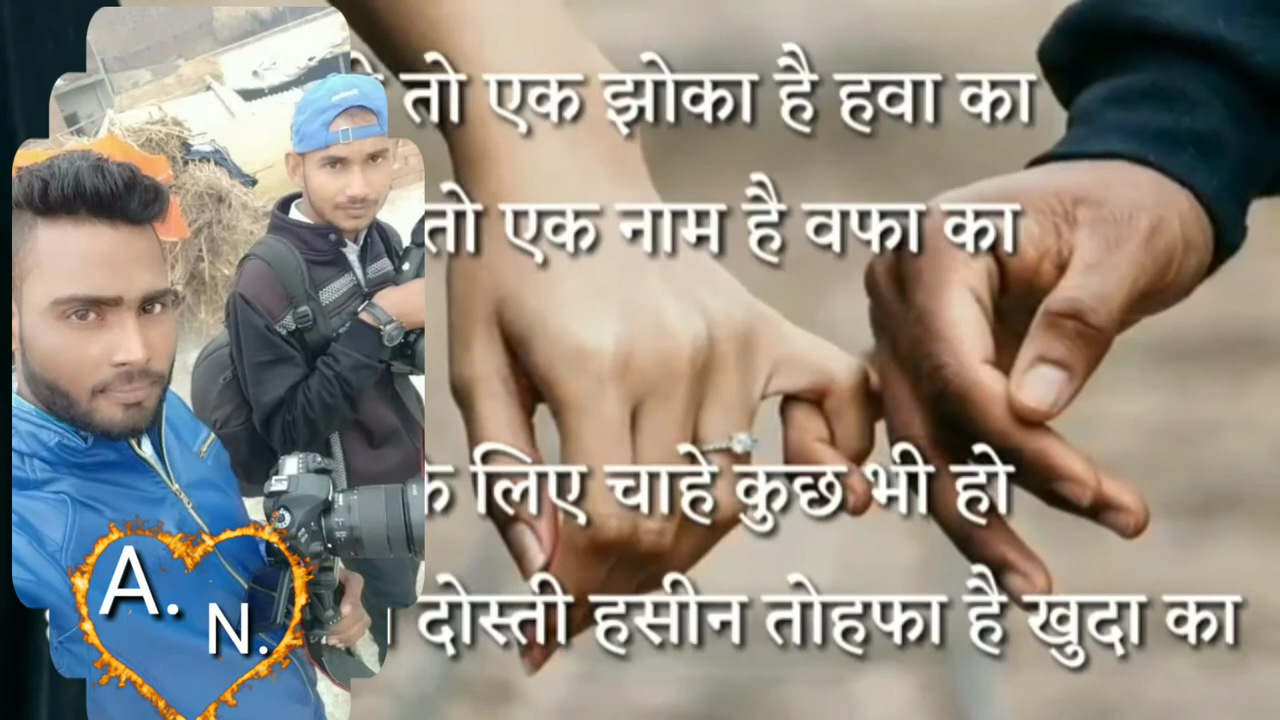 तो एक झोका है हवा का
तो एक नाम है वफा का
के लिए चाहे कुछ भी हो
दोस्ती हसीन तोहफा है खुदा का
A.
N.